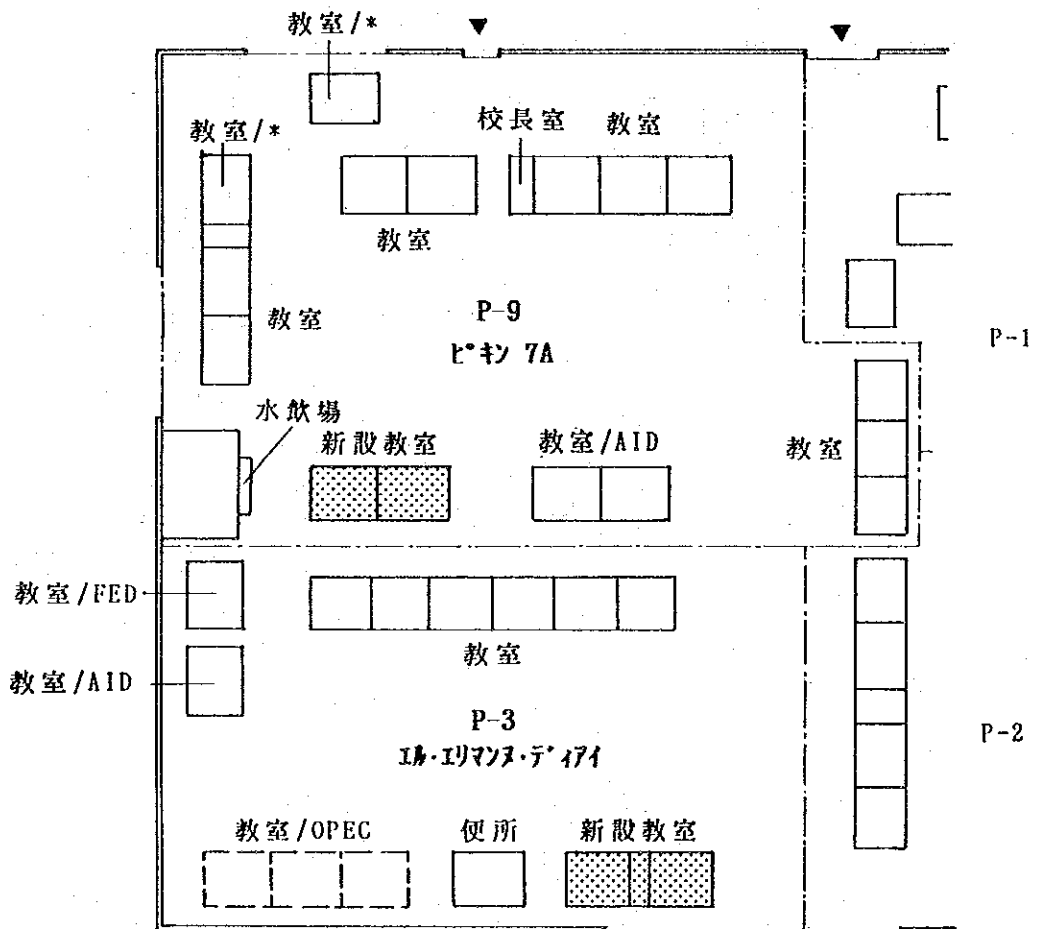 教室/*
教室/*
校長室
教室
教室
教室
P-9
ピキン 7A
P-1
水飲場
新設教室
教室/AID
教室
教室/FED
教室
教室/AID
P-3
エル・エリマンヌ・ディアイ
P-2
教室/OPEC
便所
新設教室